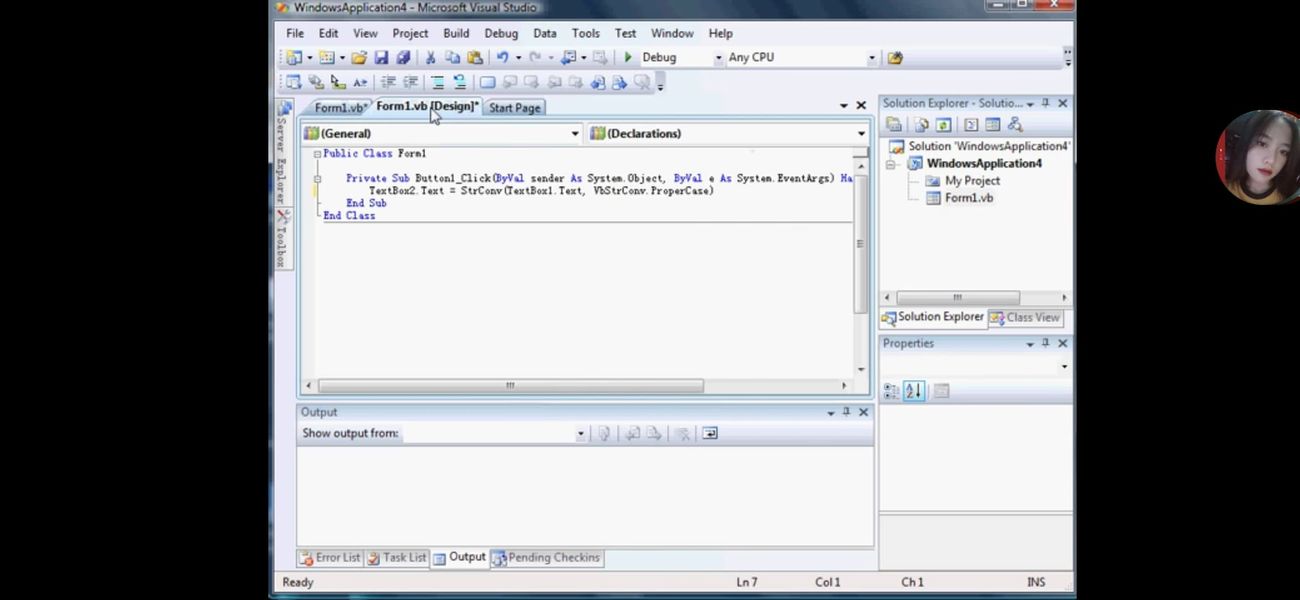 WindowsApplication4 - Microsoft Visual Studio
File Edit View Project Build Debug Data Tools Test Window Help
Debug Any CPU
Form1.vb* Form1.vb [Design]* Start Page
(General) (Declarations)
Public Class Form1
Private Sub Button1_Click(ByVal sender As System.Object, ByVal e As System.EventArgs) Ha
TextBox2.Text = StrConv(TextBox1.Text, VbStrConv.ProperCase)
End Sub
End Class
Server Explorer
Toolbox
Solution Explorer - Solutio...
Solution 'WindowsApplication4'
WindowsApplication4
My Project
Form1.vb
Solution Explorer Class View
Properties
Output
Show output from:
Error List Task List Output Pending Checkins
Ready Ln 7 Col 1 Ch 1 INS